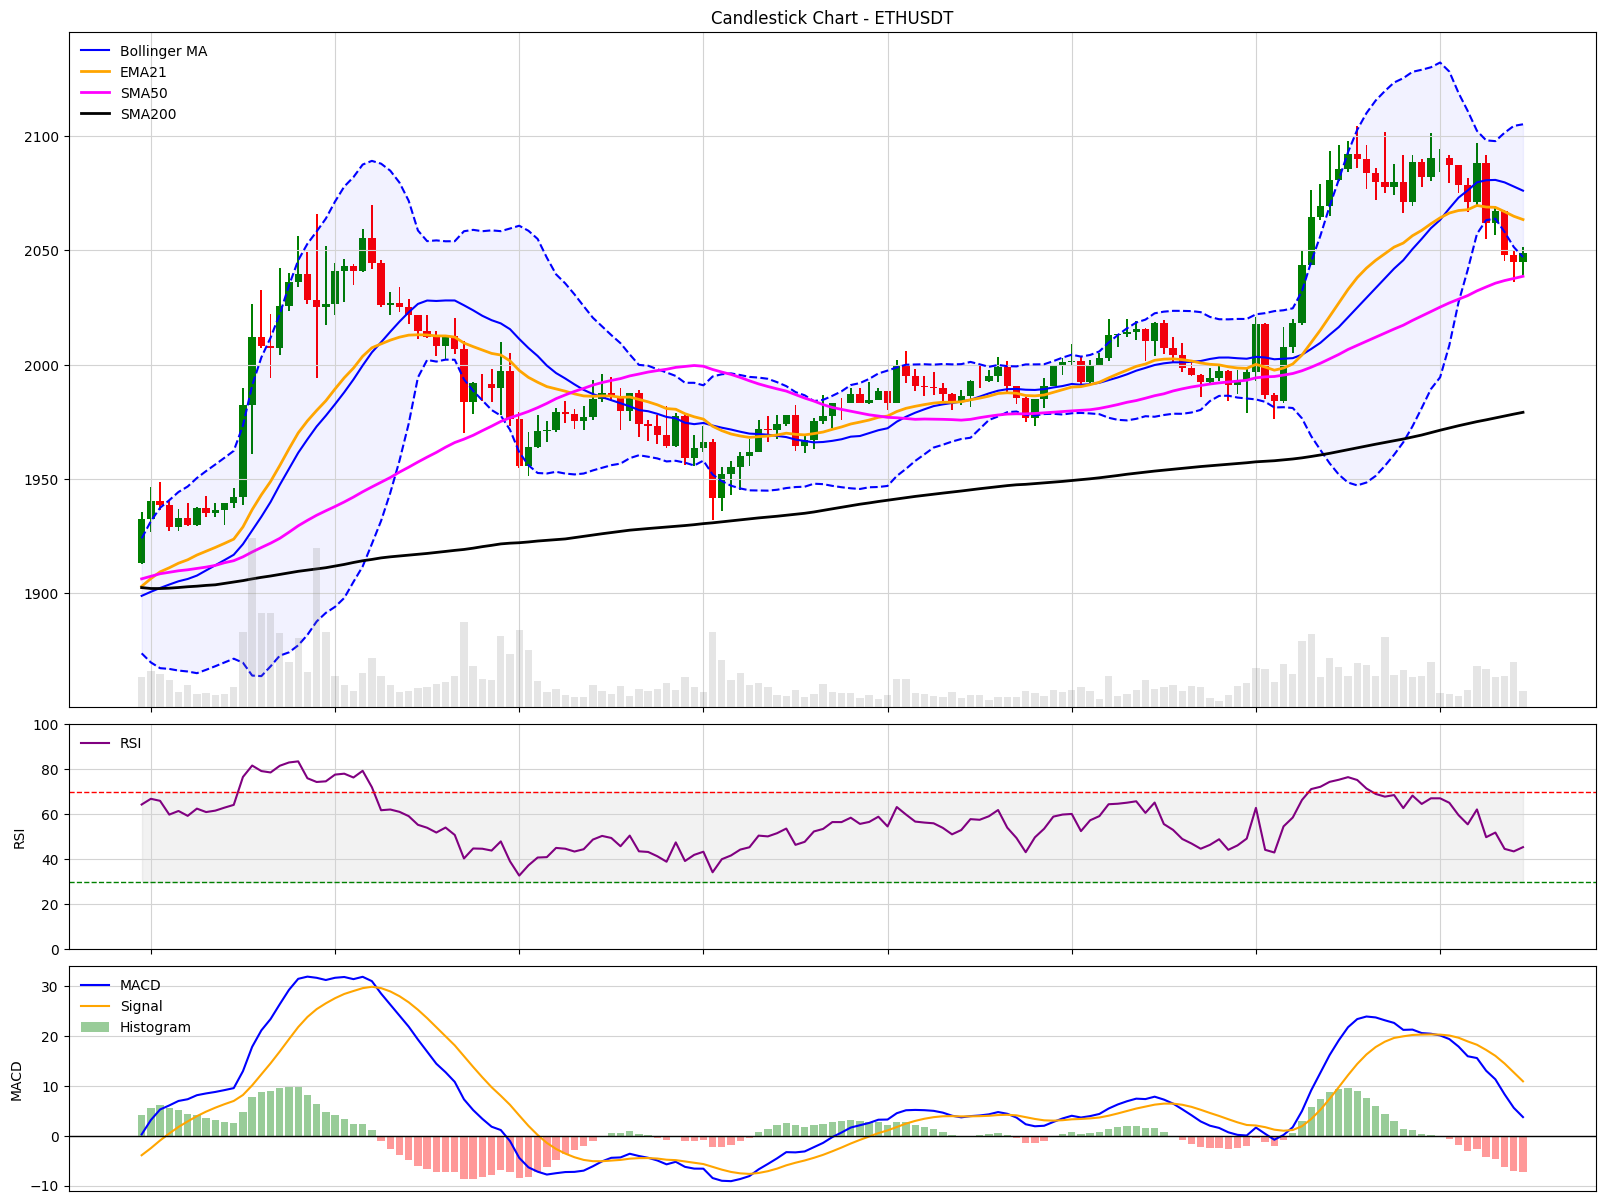 Candlestick Chart - ETHUSDT
Bollinger MA
EMA21
SMA50
SMA200
2100
2050
2000
1950
1900
100
RSI
80
60
RSI
40
20
0
MACD
30
Signal
Histogram
20
MACD
10
0
−10